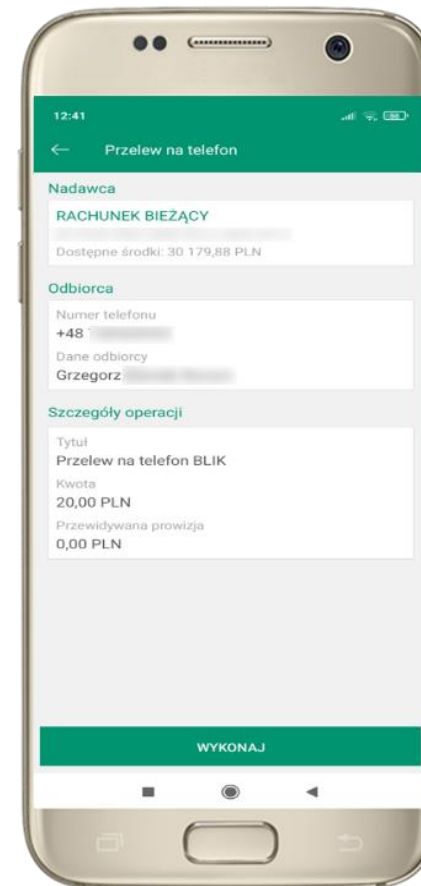 12:41
Przelew na telefon
Nadawca
RACHUNEK BIEŻĄCY
Dostępne środki: 30 179,88 PLN
Odbiorca
Numer telefonu
+48
Dane odbiorcy
Grzegorz
Szczegóły operacji
Tytuł
Przelew na telefon BLIK
Kwota
20,00 PLN
Przewidywana prowizja
0,00 PLN
WYKONAJ